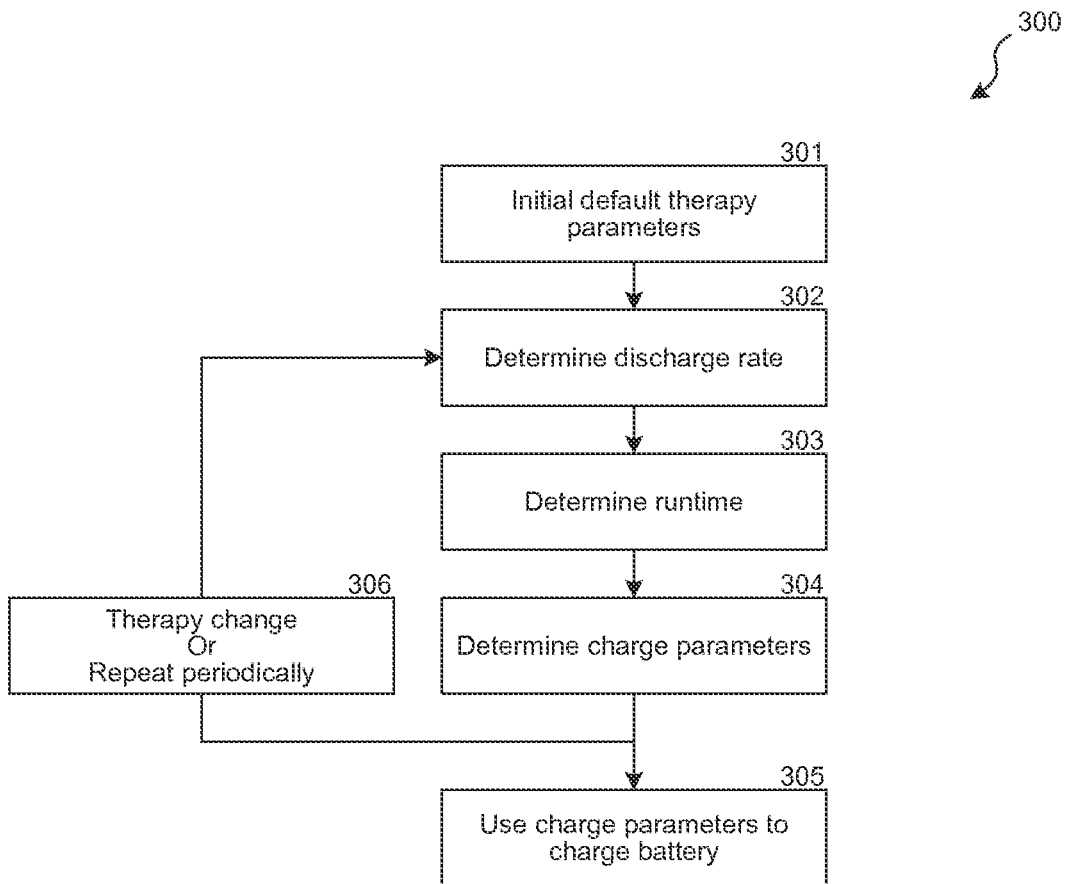 300
301
Initial default therapy
parameters
302
Determine discharge rate
303
Determine runtime
306
Therapy change
Or
Repeat periodically
304
Determine charge parameters
305
Use charge parameters to
charge battery